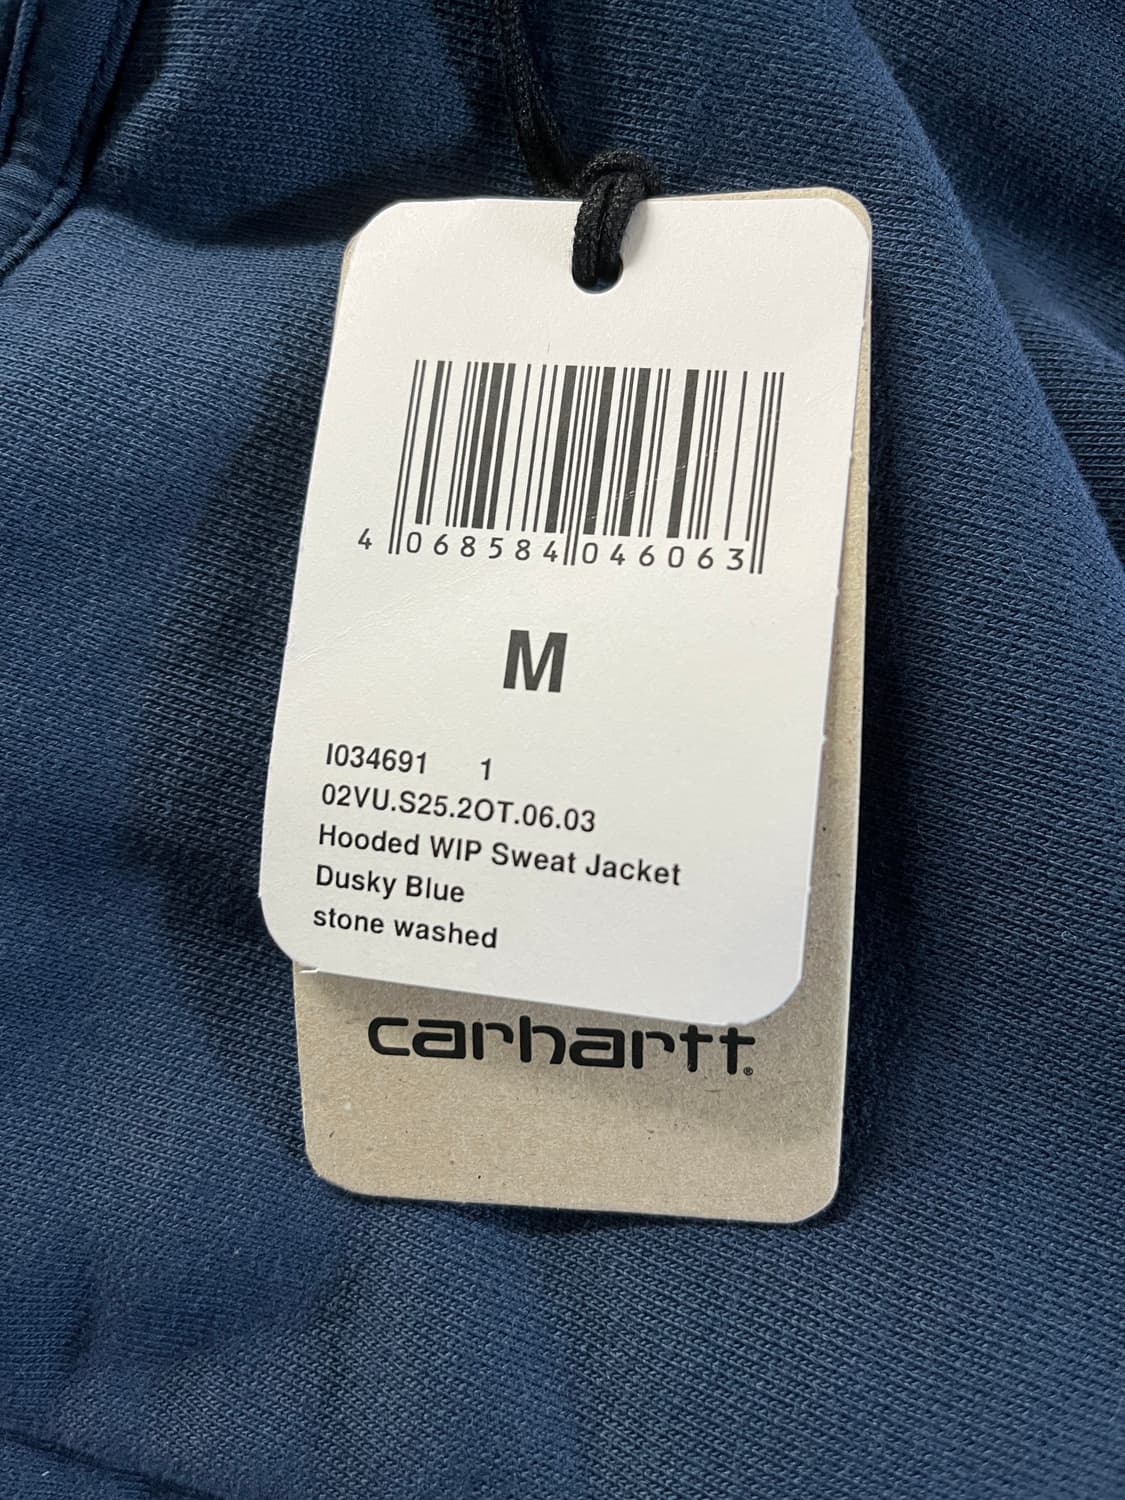 4 068584 046063
M
I034691 1
02VU.S25.2OT.06.03
Hooded WIP Sweat Jacket
Dusky Blue
stone washed
carhartt®